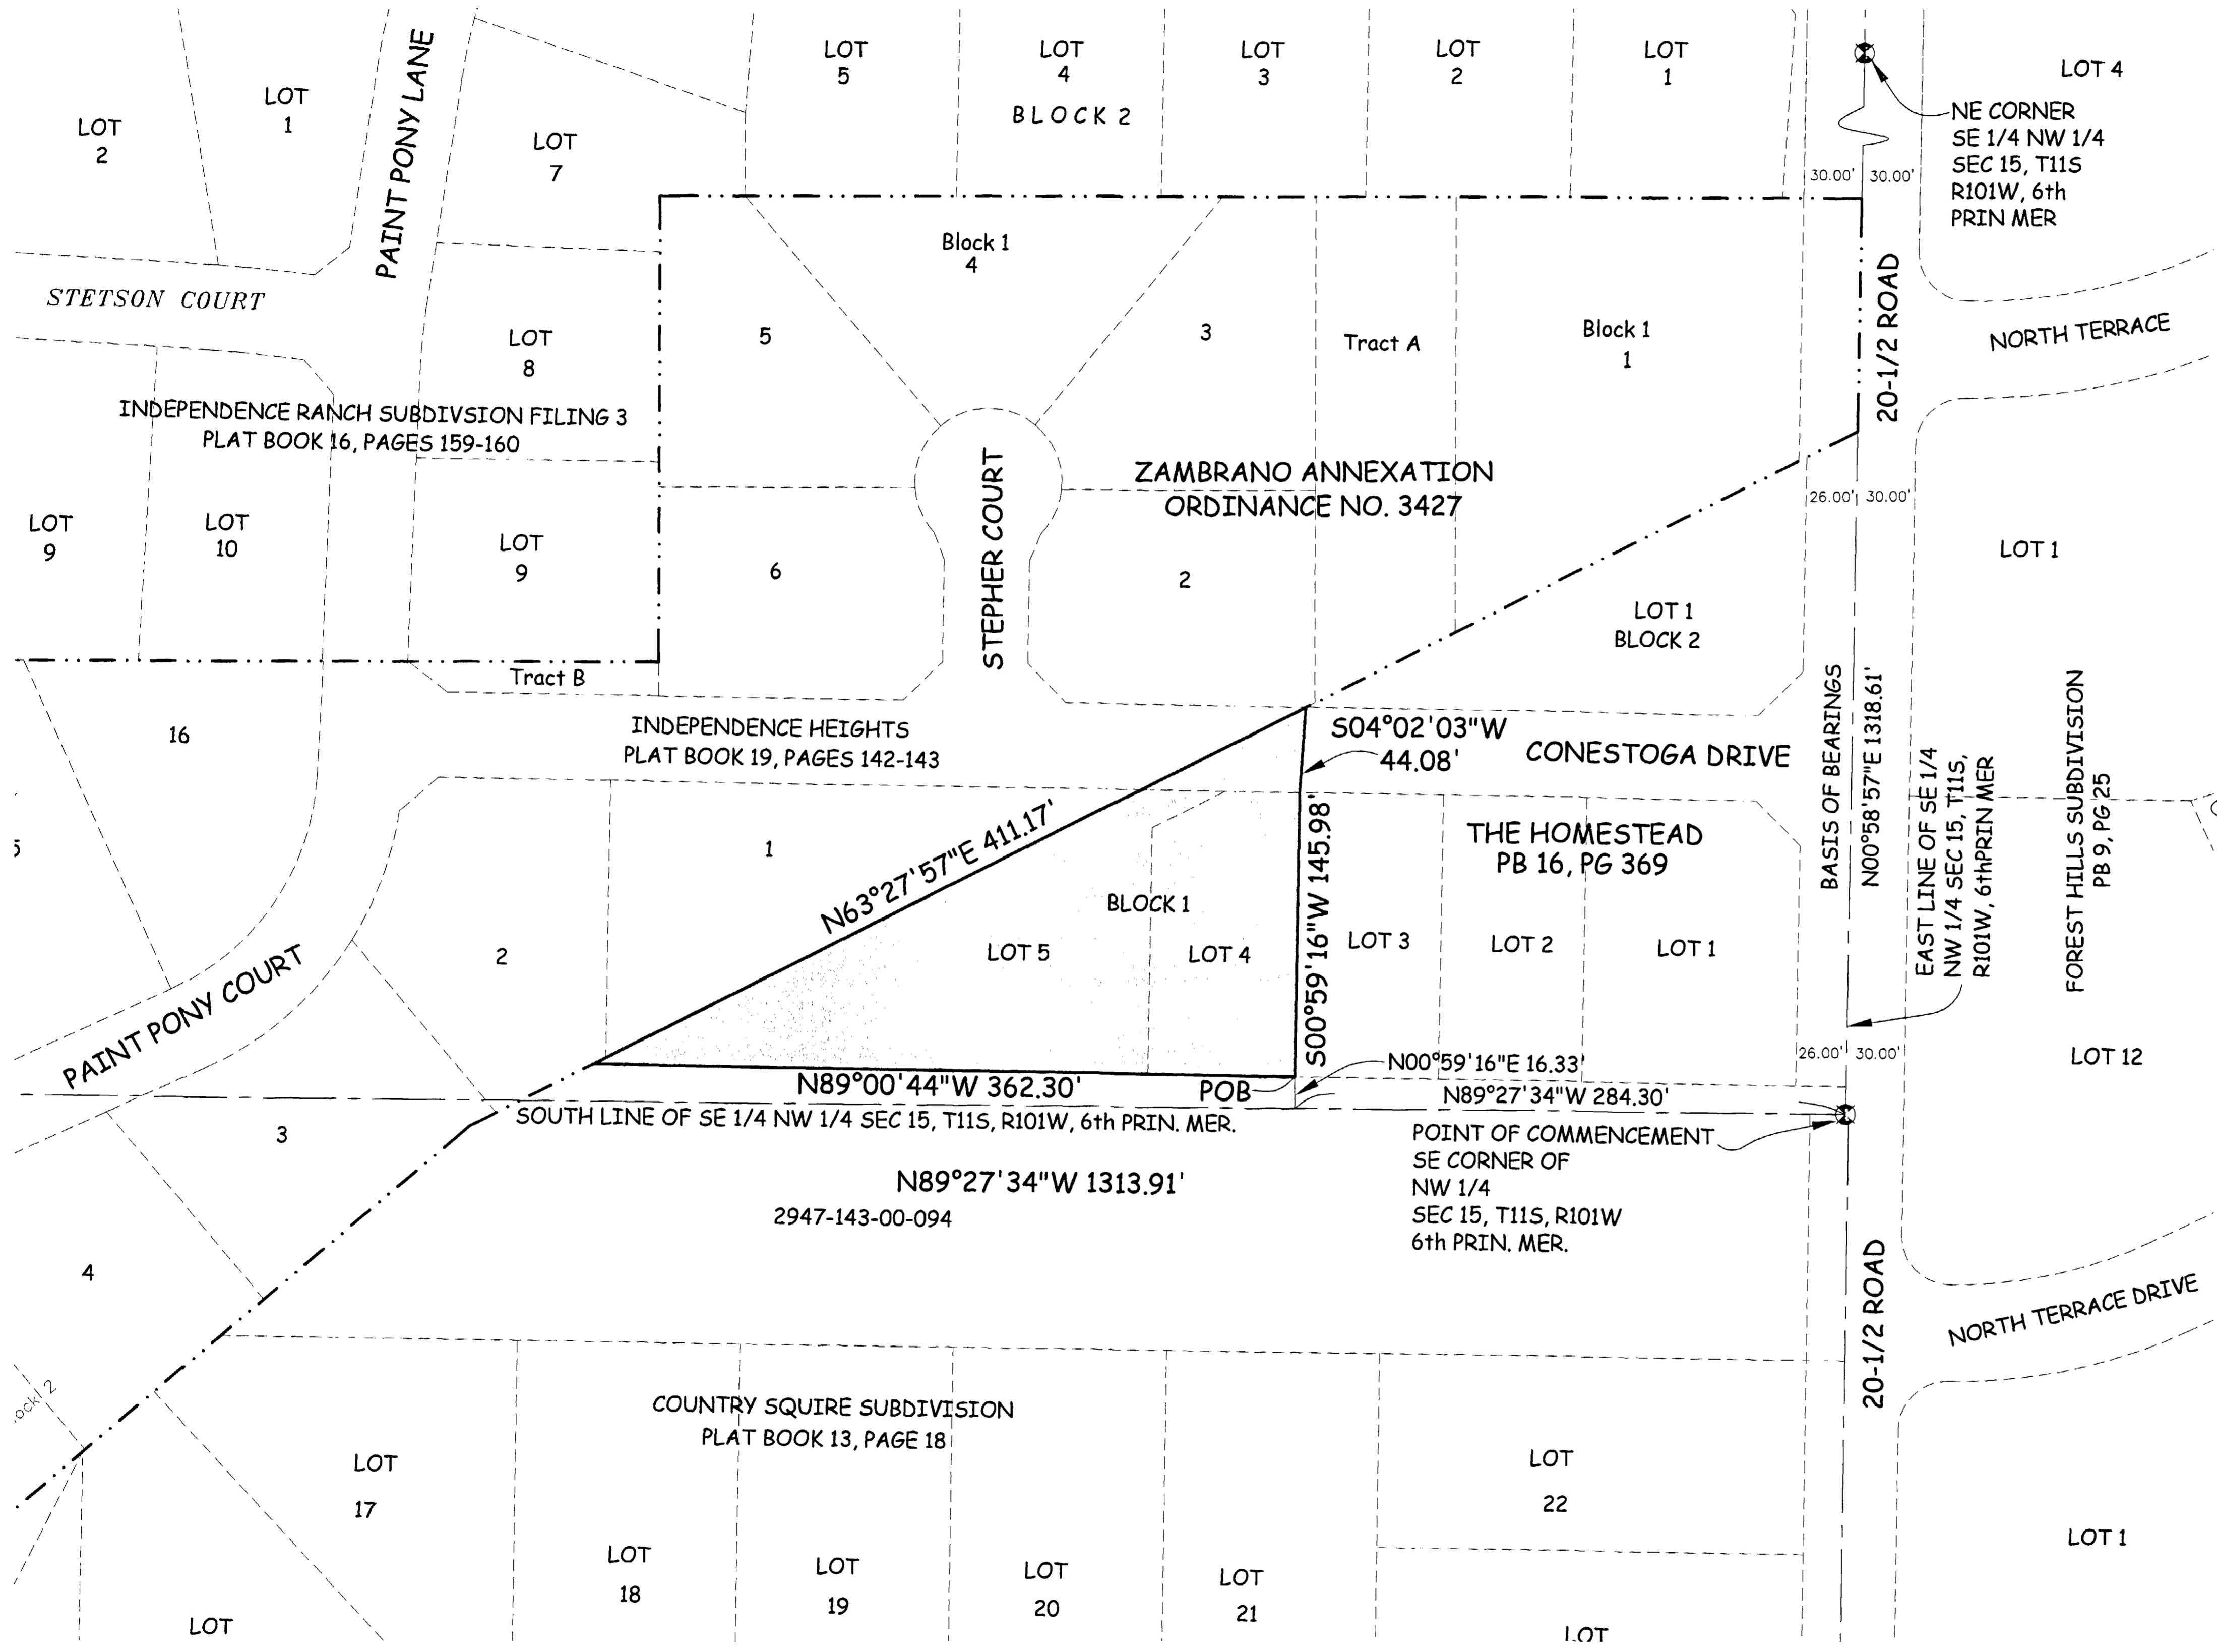 LOT
2
LOT
1
PAINT PONY LANE
LOT
7
LOT
5
LOT
4
BLOCK 2
LOT
3
LOT
2
LOT
1
LOT 4
NE CORNER
SE 1/4 NW 1/4
SEC 15, T11S
R101W, 6th
PRIN MER
30.00'
30.00'
STETSON COURT
Block 1
4
5
3
Tract A
Block 1
1
20-1/2 ROAD
NORTH TERRACE
LOT
8
INDEPENDENCE RANCH SUBDIVSION FILING 3
PLAT BOOK 16, PAGES 159-160
ZAMBRANO ANNEXATION
ORDINANCE NO. 3427
26.00'
30.00'
LOT
9
LOT
10
LOT
9
6
STEPHER COURT
2
LOT 1
LOT 1
BLOCK 2
Tract B
16
INDEPENDENCE HEIGHTS
PLAT BOOK 19, PAGES 142-143
S04°02'03"W
44.08'
CONESTOGA DRIVE
BASIS OF BEARINGS
N00°58'57"E 1318.61'
EAST LINE OF SE 1/4
NW 1/4 SEC 15, T11S,
R101W, 6thPRIN MER
FOREST HILLS SUBDIVISION
PB 9, PG 25
5
1
N63°27'57"E 411.17'
S00°59'16"W 145.98'
THE HOMESTEAD
PB 16, PG 369
BLOCK 1
LOT 5
LOT 4
LOT 3
LOT 2
LOT 1
2
PAINT PONY COURT
26.00'
30.00'
LOT 12
N00°59'16"E 16.33'
N89°00'44"W 362.30'
POB
N89°27'34"W 284.30'
SOUTH LINE OF SE 1/4 NW 1/4 SEC 15, T11S, R101W, 6th PRIN. MER.
3
POINT OF COMMENCEMENT
SE CORNER OF
NW 1/4
SEC 15, T11S, R101W
6th PRIN. MER.
N89°27'34"W 1313.91'
2947-143-00-094
4
20-1/2 ROAD
NORTH TERRACE DRIVE
ock 2
COUNTRY SQUIRE SUBDIVISION
PLAT BOOK 13, PAGE 18
LOT
17
LOT
18
LOT
19
LOT
20
LOT
21
LOT
22
LOT 1
LOT
LOT